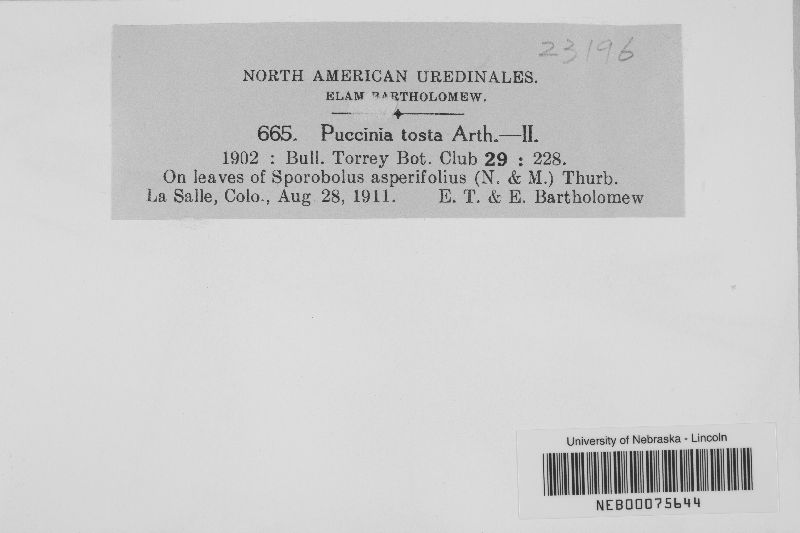 23196
NORTH AMERICAN UREDINALES.
ELAM BARTHOLOMEW.
665. Puccinia tosta Arth.—II.
1902 : Bull. Torrey Bot. Club 29 : 228.
On leaves of Sporobolus asperifolius (N. & M.) Thurb.
La Salle, Colo., Aug 28, 1911. E. T. & E. Bartholomew
University of Nebraska - Lincoln
NEB00075644